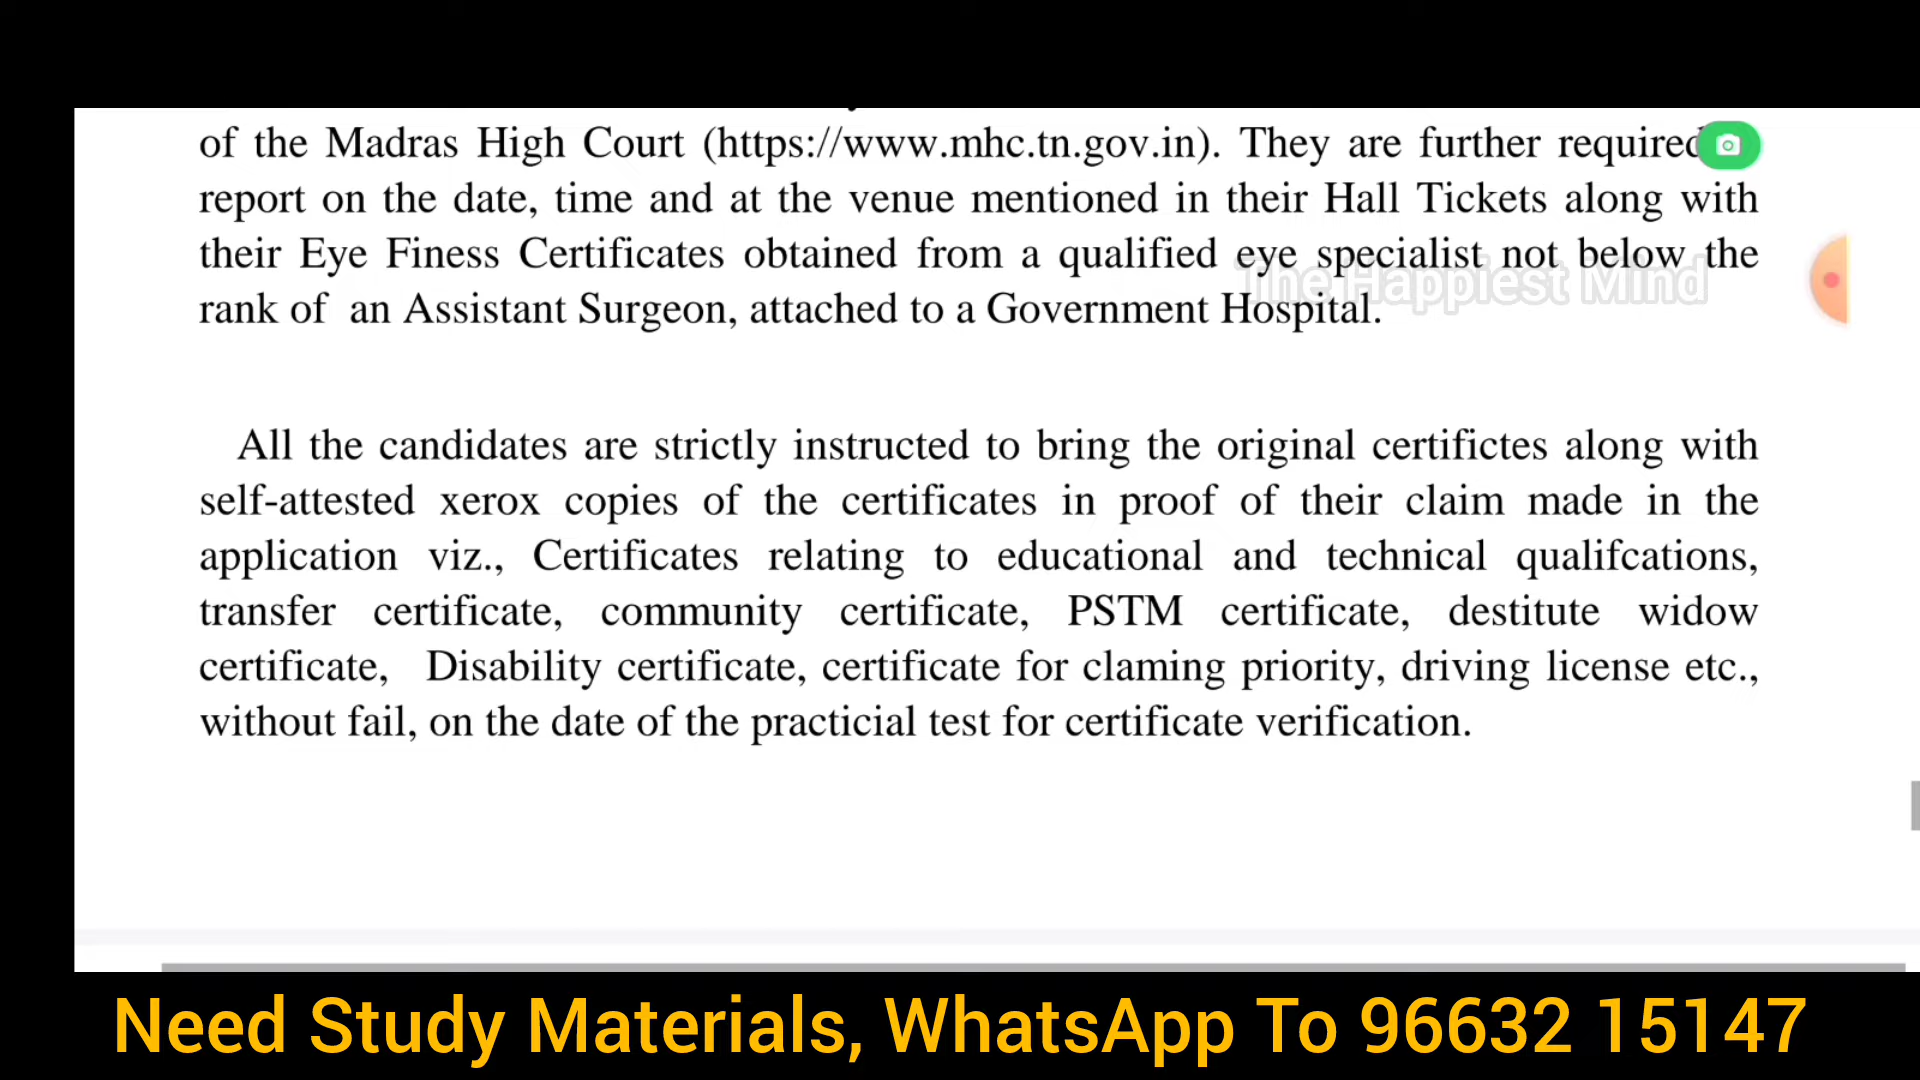 of the Madras High Court (https://www.mhc.tn.gov.in). They are further required
report on the date, time and at the venue mentioned in their Hall Tickets along with
their Eye Finess Certificates obtained from a qualified eye specialist not below the
The Happiest Mind
rank of an Assistant Surgeon, attached to a Government Hospital.
All the candidates are strictly instructed to bring the original certifictes along with
self-attested xerox copies of the certificates in proof of their claim made in the
application viz., Certificates relating to educational and technical qualifcations,
transfer certificate, community certificate, PSTM certificate, destitute widow
certificate, Disability certificate, certificate for claming priority, driving license etc.,
without fail, on the date of the practicial test for certificate verification.
Need Study Materials, WhatsApp To 96632 15147